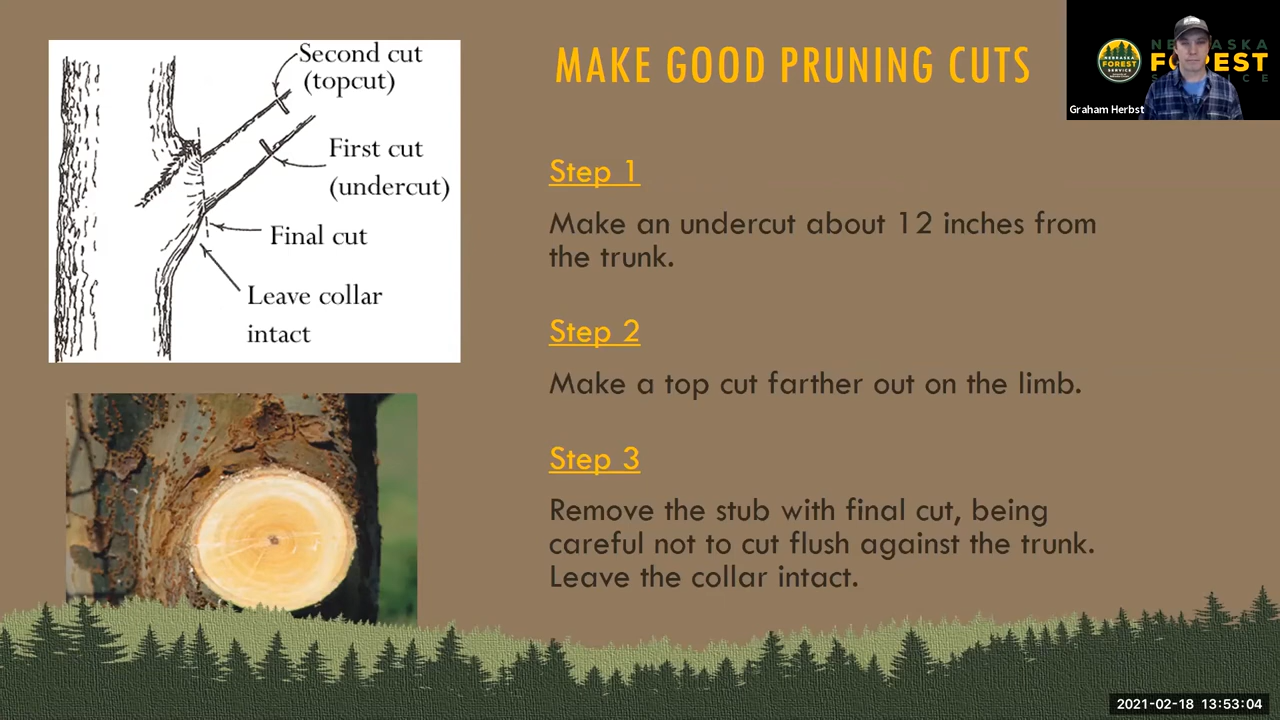 MAKE GOOD PRUNING CUTS
Second cut
(topcut)
First cut
(undercut)
Final cut
Leave collar
intact
Step 1
Make an undercut about 12 inches from
the trunk.
Step 2
Make a top cut farther out on the limb.
Step 3
Remove the stub with final cut, being
careful not to cut flush against the trunk.
Leave the collar intact.
NEBRASKA
FOREST
SERVICE
Graham Herbst
2021-02-18 13:53:04